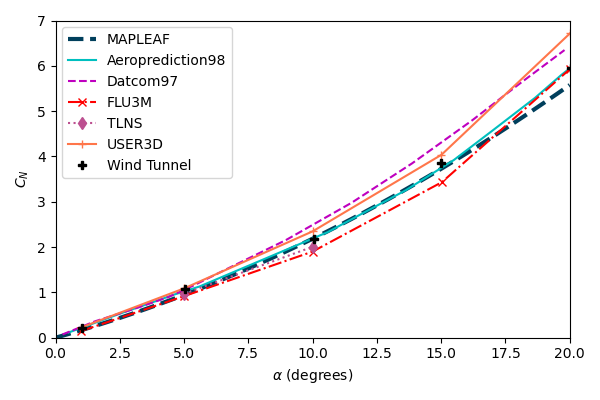 7
6
5
4
3
2
1
0
C_N
MAPLEAF
Aeroprediction98
Datcom97
FLU3M
TLNS
USER3D
Wind Tunnel
0.0 2.5 5.0 7.5 10.0 12.5 15.0 17.5 20.0
α (degrees)